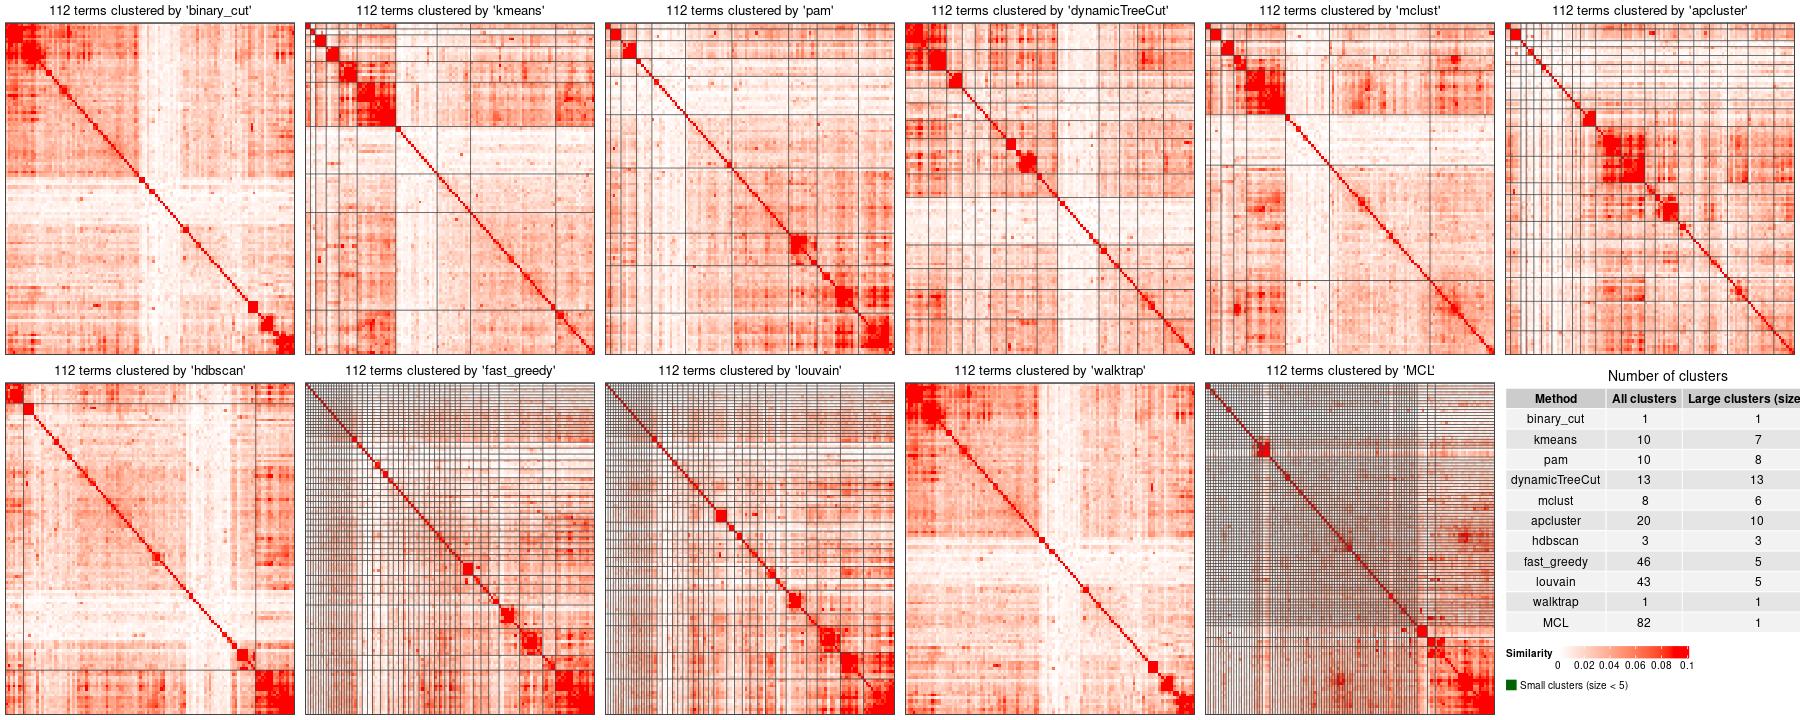 112 terms clustered by 'binary_cut'
112 terms clustered by 'kmeans'
112 terms clustered by 'pam'
112 terms clustered by 'dynamicTreeCut'
112 terms clustered by 'mclust'
112 terms clustered by 'apcluster'
112 terms clustered by 'hdbscan'
112 terms clustered by 'fast_greedy'
112 terms clustered by 'louvain'
112 terms clustered by 'walktrap'
112 terms clustered by 'MCL'
Number of clusters
Method All clusters Large clusters (size
binary_cut 1 1
kmeans 10 7
pam 10 8
dynamicTreeCut 13 13
mclust 8 6
apcluster 20 10
hdbscan 3 3
fast_greedy 46 5
louvain 43 5
walktrap 1 1
MCL 82 1
Similarity
0 0.02 0.04 0.06 0.08 0.1
Small clusters (size < 5)